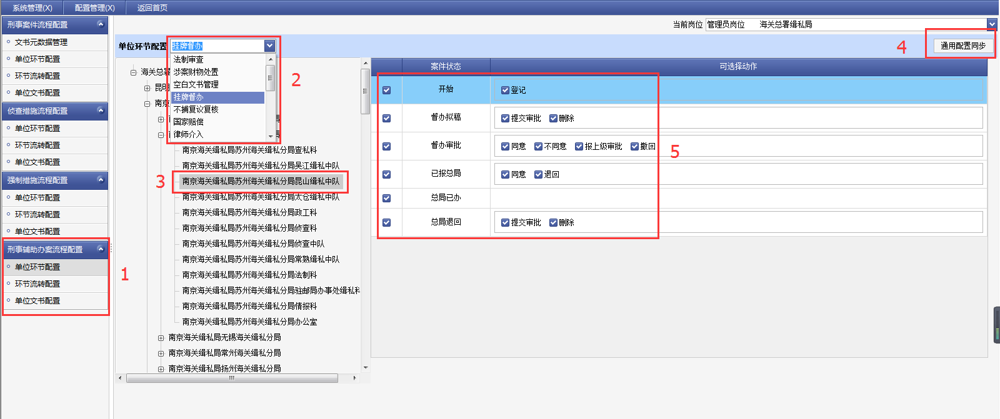 系统管理(X) 配置管理(X) 返回首页
刑事案件流程配置
文书元数据管理
单位环节配置
环节流转配置
单位文书配置
侦查措施流程配置
单位环节配置
环节流转配置
单位文书配置
强制措施流程配置
单位环节配置
环节流转配置
单位文书配置
刑事辅助办案流程配置
单位环节配置
环节流转配置
单位文书配置
1
当前岗位 管理员岗位 海关总署缉私局
单位环节配置 挂牌督办
4 通用配置同步
法制审查
涉案财物处置
空白文书管理
挂牌督办
不捕复议复核
国家赔偿
律师介入
2
海关总署
昆明
南京
局
局
南京海关缉私局苏州海关缉私分局查私科
南京海关缉私局苏州海关缉私分局吴江缉私中队
3 南京海关缉私局苏州海关缉私分局昆山缉私中队
南京海关缉私局苏州海关缉私分局太仓缉私中队
南京海关缉私局苏州海关缉私分局政工科
南京海关缉私局苏州海关缉私分局侦查科
南京海关缉私局苏州海关缉私分局侦查中队
南京海关缉私局苏州海关缉私分局常熟缉私中队
南京海关缉私局苏州海关缉私分局法制科
南京海关缉私局苏州海关缉私分局驻邮局办事处缉私科
南京海关缉私局苏州海关缉私分局情报科
南京海关缉私局苏州海关缉私分局办公室
南京海关缉私局无锡海关缉私分局
南京海关缉私局常州海关缉私分局
南京海关缉私局扬州海关缉私分局
案件状态 可选择动作
开始 登记
督办拟稿 提交审批 删除
督办审批 同意 不同意 报上级审批 撤回
5
已报总局 同意 退回
总局已办
总局退回 提交审批 删除